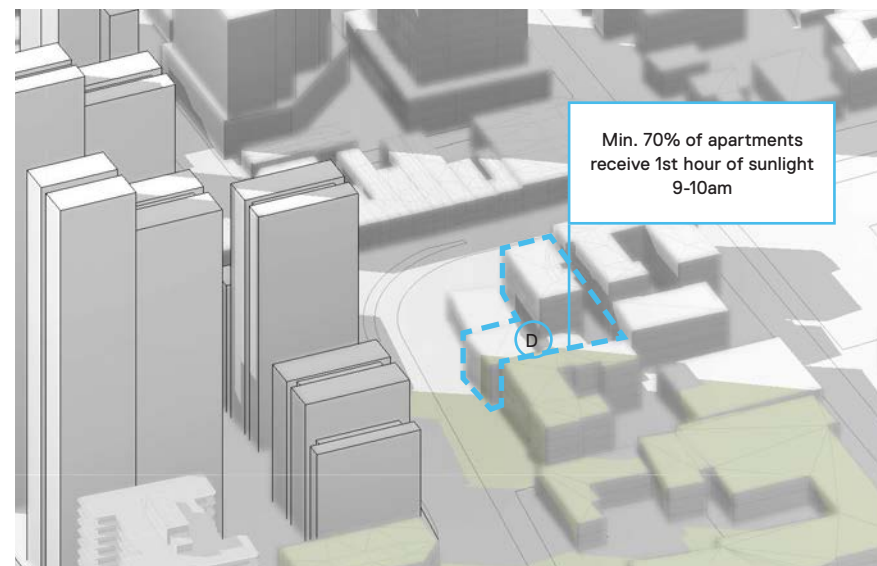 Min. 70% of apartments
receive 1st hour of sunlight
9-10am
D